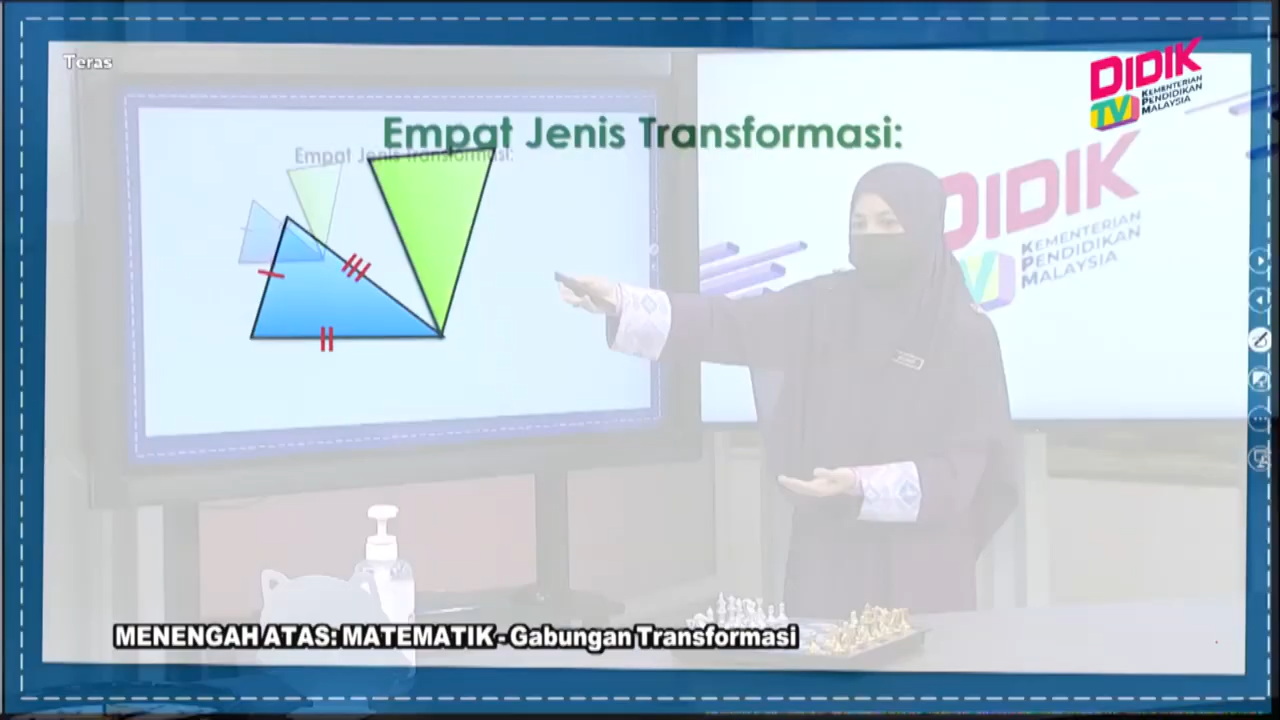 Teras
DIDIK
TV
KEMENTERIAN
PENDIDIKAN
MALAYSIA
Empat Jenis Transformasi:
Empat Jenis Transformasi:
DIDIK
TV
KEMENTERIAN
PENDIDIKAN
MALAYSIA
MENENGAH ATAS: MATEMATIK - Gabungan Transformasi